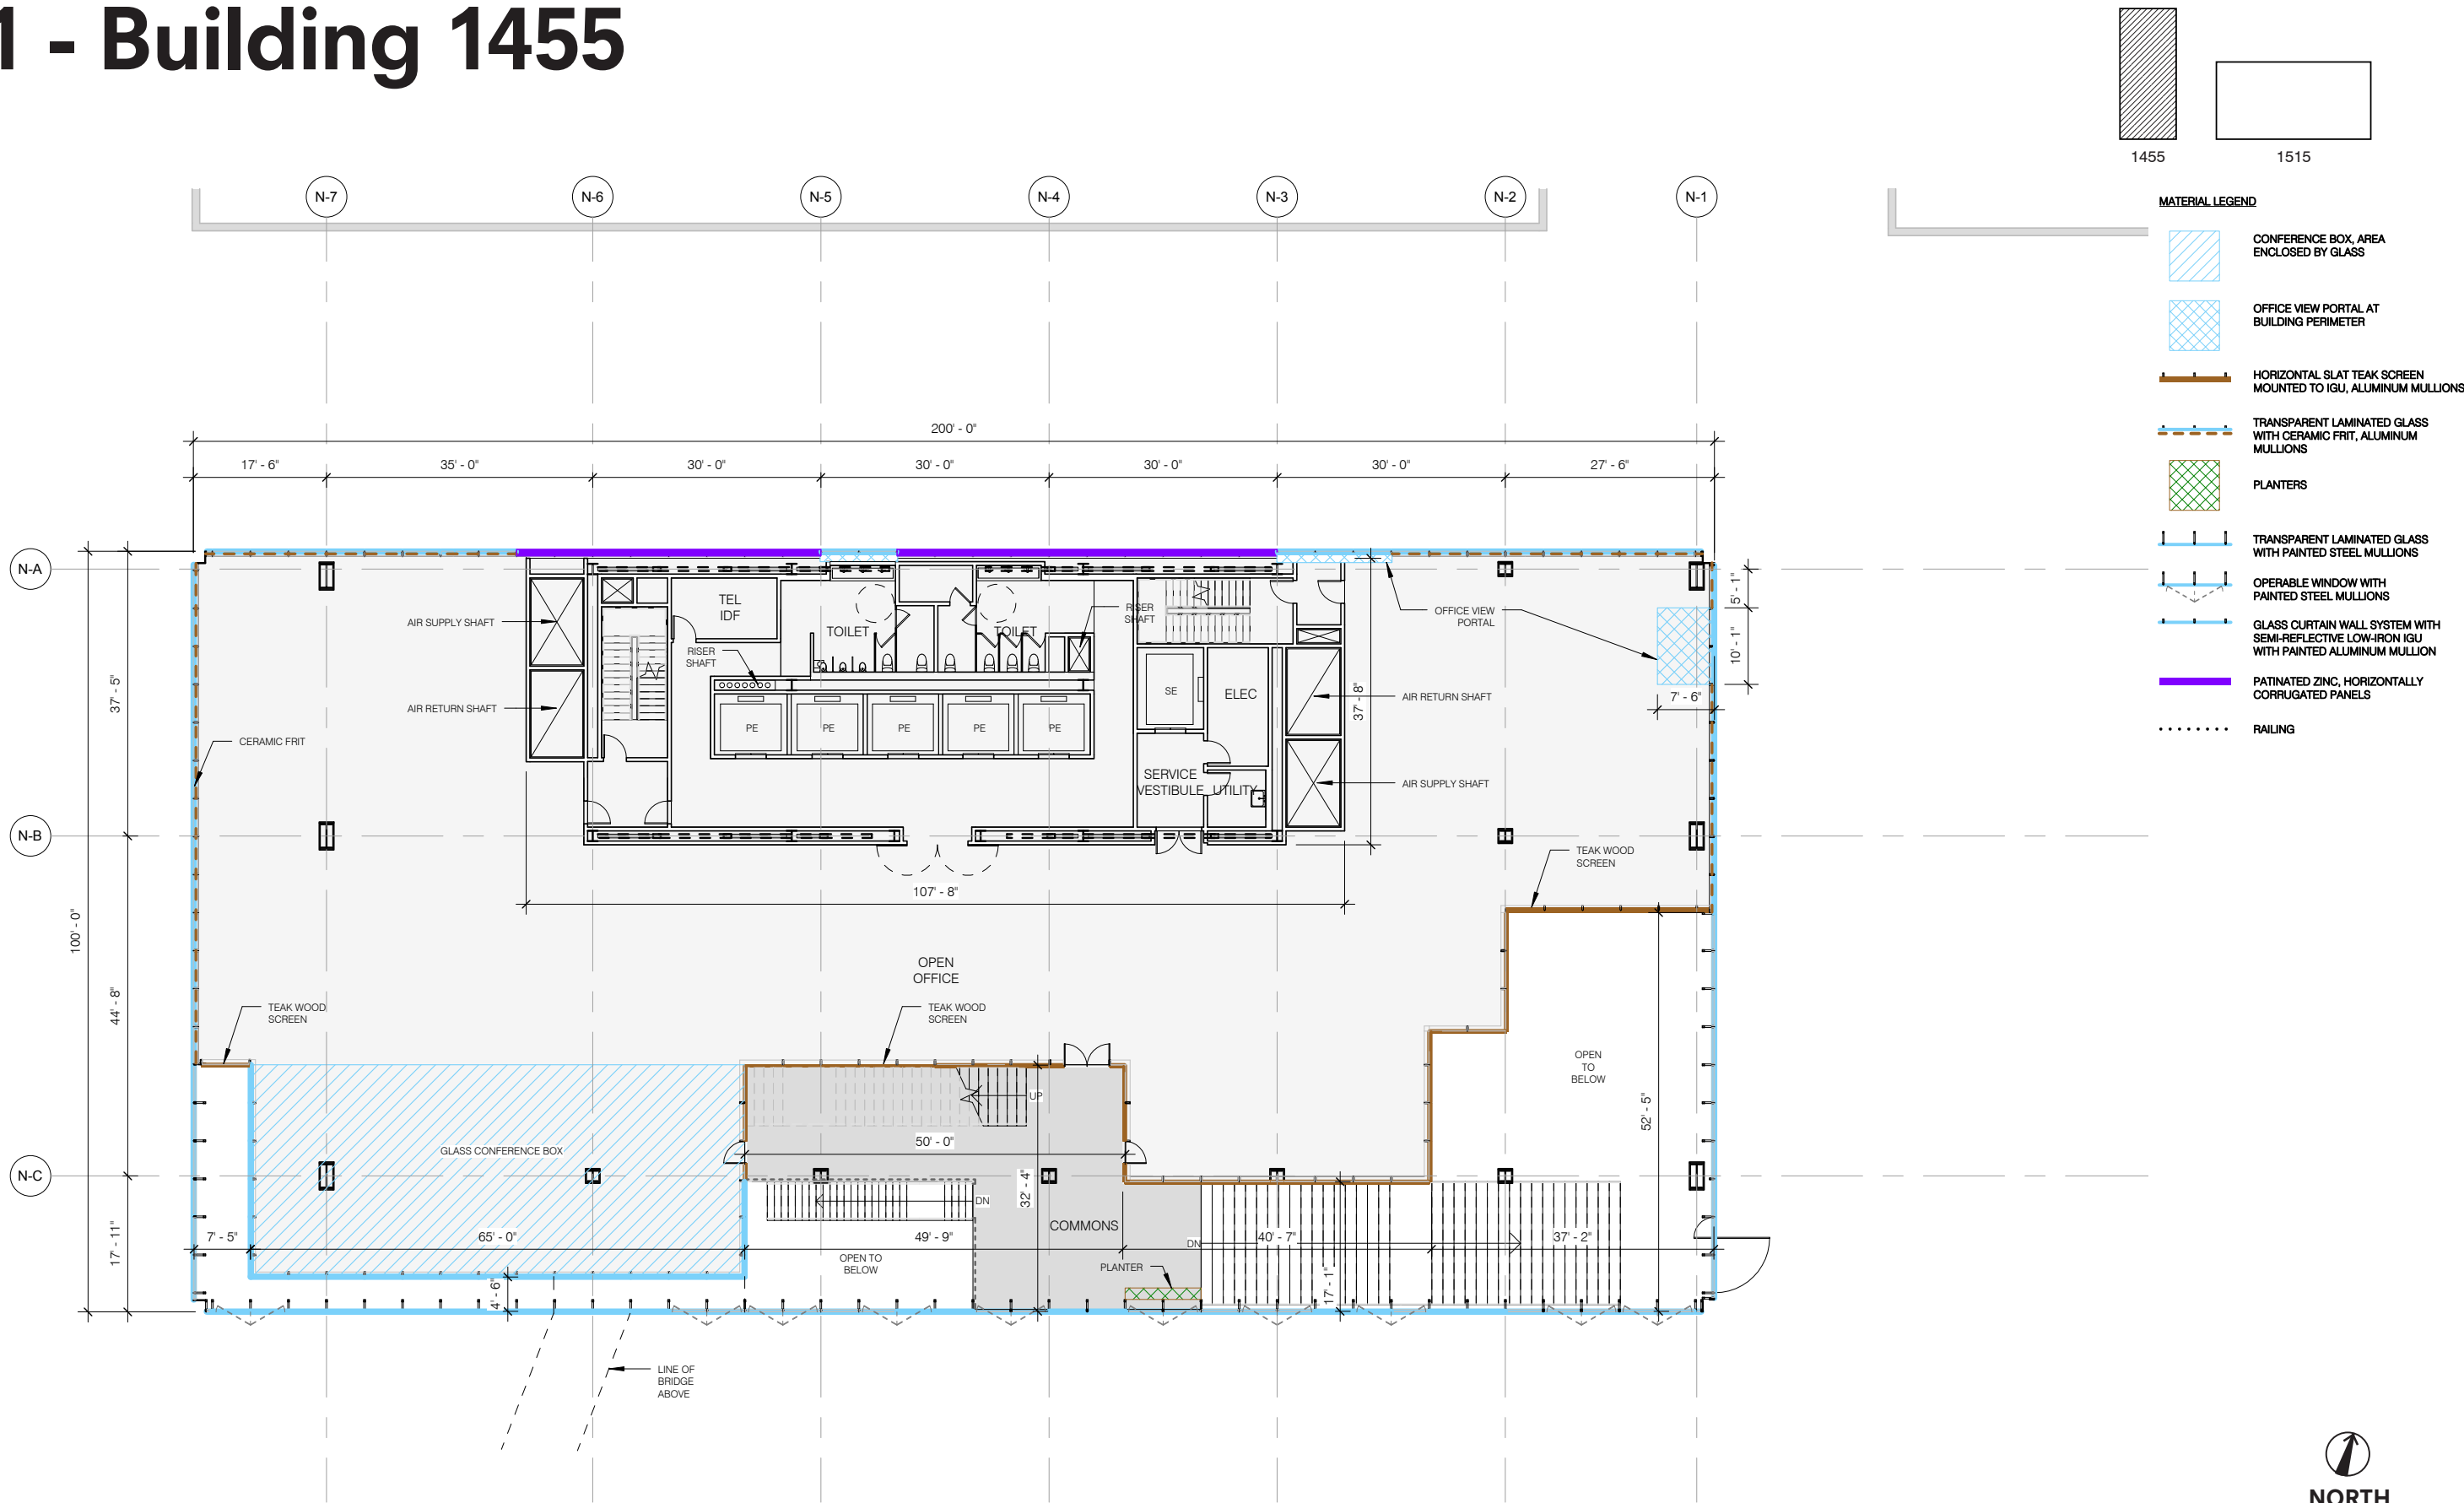 1 - Building 1455
1455
1515
MATERIAL LEGEND
CONFERENCE BOX, AREA
ENCLOSED BY GLASS
OFFICE VIEW PORTAL AT
BUILDING PERIMETER
HORIZONTAL SLAT TEAK SCREEN
MOUNTED TO IGU, ALUMINUM MULLIONS
TRANSPARENT LAMINATED GLASS
WITH CERAMIC FRIT, ALUMINUM
MULLIONS
PLANTERS
TRANSPARENT LAMINATED GLASS
WITH PAINTED STEEL MULLIONS
OPERABLE WINDOW WITH
PAINTED STEEL MULLIONS
GLASS CURTAIN WALL SYSTEM WITH
SEMI-REFLECTIVE LOW-IRON IGU
WITH PAINTED ALUMINUM MULLION
PATINATED ZINC, HORIZONTALLY
CORRUGATED PANELS
RAILING
N-7
N-6
N-5
N-4
N-3
N-2
N-1
200' - 0"
17' - 6"
35' - 0"
30' - 0"
30' - 0"
30' - 0"
30' - 0"
27' - 6"
N-A
N-B
N-C
100' - 0"
37' - 5"
44' - 8"
17' - 11"
AIR SUPPLY SHAFT
AIR RETURN SHAFT
CERAMIC FRIT
TEL
IDF
RISER
SHAFT
TOILET
TOILET
RISER
SHAFT
PE
PE
PE
PE
PE
SE
ELEC
SERVICE
VESTIBULE
UTILITY
37' - 8"
AIR RETURN SHAFT
AIR SUPPLY SHAFT
OFFICE VIEW
PORTAL
5' - 1"
10' - 1"
7' - 6"
TEAK WOOD
SCREEN
107' - 8"
OPEN
OFFICE
TEAK WOOD
SCREEN
TEAK WOOD
SCREEN
OPEN
TO
BELOW
52' - 5"
UP
50' - 0"
GLASS CONFERENCE BOX
DN
32' - 4"
COMMONS
7' - 5"
65' - 0"
49' - 9"
DN
40' - 7"
37' - 2"
OPEN TO
BELOW
PLANTER
4' - 6"
17' - 1"
LINE OF
BRIDGE
ABOVE
NORTH